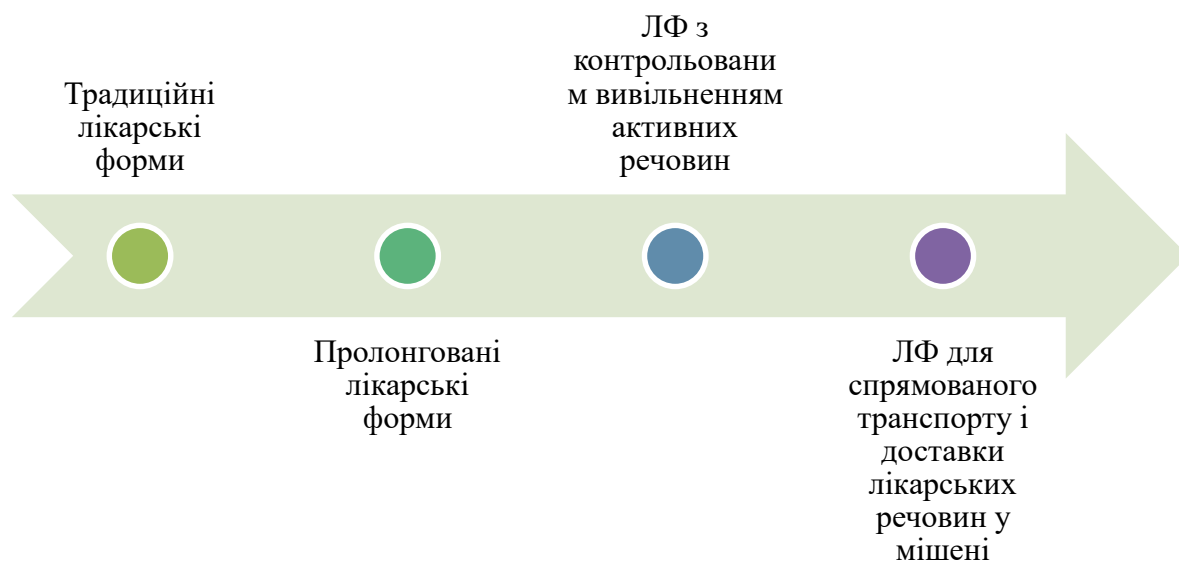 Традиційні
лікарські
форми
Пролонговані
лікарські
форми
ЛФ з
контрольовани
м вивільненням
активних
речовин
ЛФ для
спрямованого
транспорту і
доставки
лікарських
речовин у
мішені